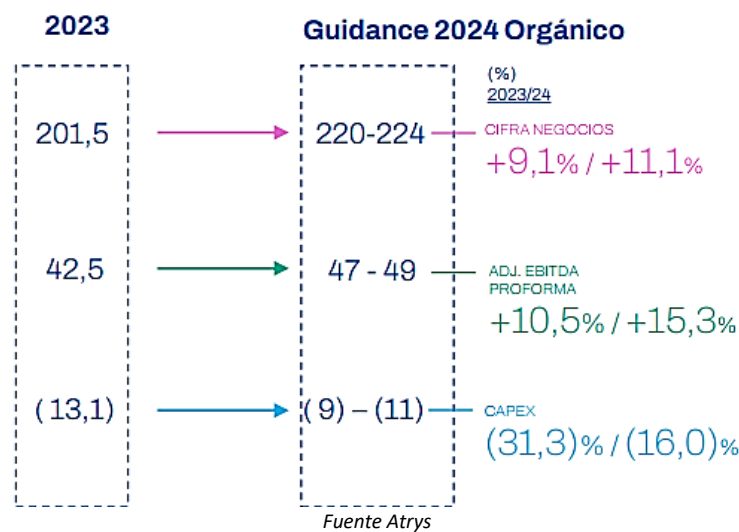 2023
Guidance 2024 Orgánico
(%)
2023/24
201,5
220-224
CIFRA NEGOCIOS
+9,1% / +11,1%
42,5
47 - 49
ADJ. EBITDA
PROFORMA
+10,5% / +15,3%
( 13,1)
( 9) – (11)
CAPEX
(31,3)% / (16,0)%
Fuente Atrys